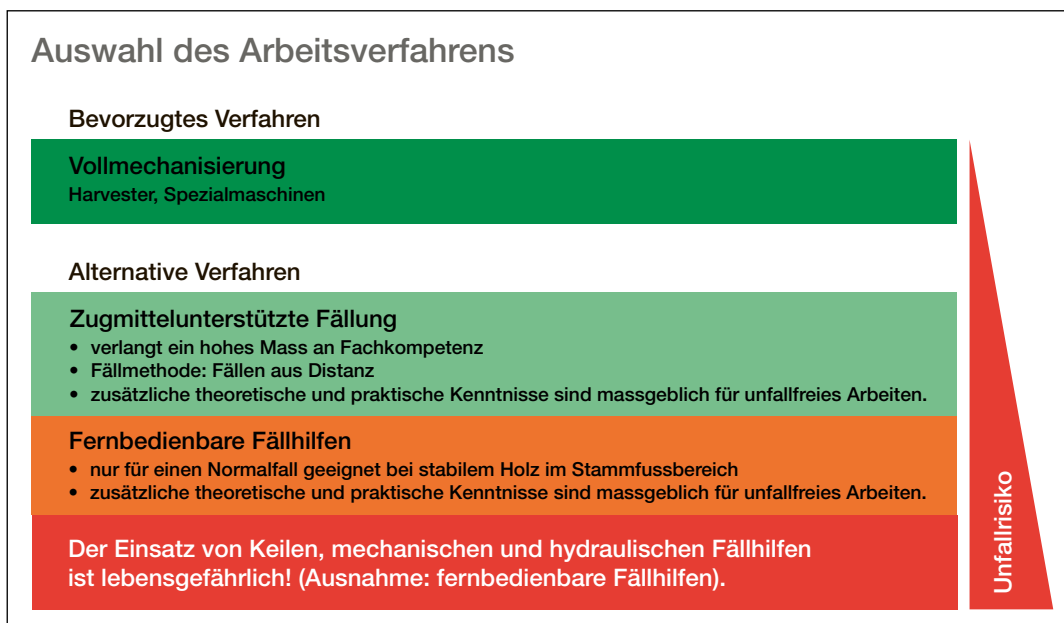 Auswahl des Arbeitsverfahrens
Bevorzugtes Verfahren
Vollmechanisierung
Harvester, Spezialmaschinen
Alternative Verfahren
Zugmittelunterstützte Fällung
• verlangt ein hohes Mass an Fachkompetenz
• Fällmethode: Fällen aus Distanz
• zusätzliche theoretische und praktische Kenntnisse sind massgeblich für unfallfreies Arbeiten.
Fernbedienbare Fällhilfen
• nur für einen Normalfall geeignet bei stabilem Holz im Stammfussbereich
• zusätzliche theoretische und praktische Kenntnisse sind massgeblich für unfallfreies Arbeiten.
Der Einsatz von Keilen, mechanischen und hydraulischen Fällhilfen
ist lebensgefährlich! (Ausnahme: fernbedienbare Fällhilfen).
Unfallrisiko